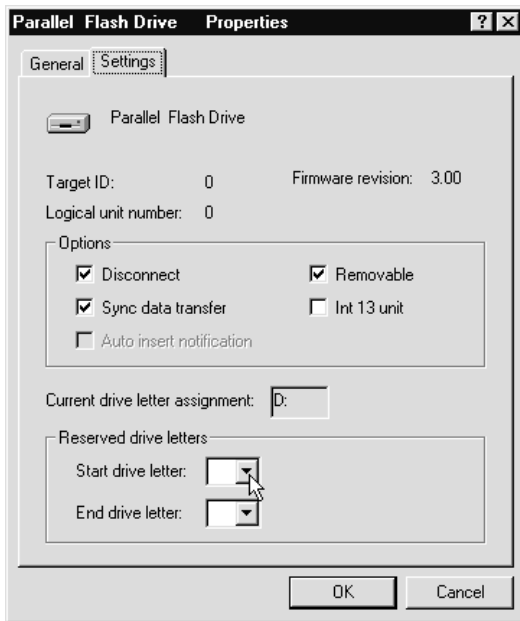 Parallel Flash Drive Properties
General Settings
Parallel Flash Drive
Target ID: 0 Firmware revision: 3.00
Logical unit number: 0
Options
Disconnect Removable
Sync data transfer Int 13 unit
Auto insert notification
Current drive letter assignment: D:
Reserved drive letters
Start drive letter:
End drive letter:
OK Cancel